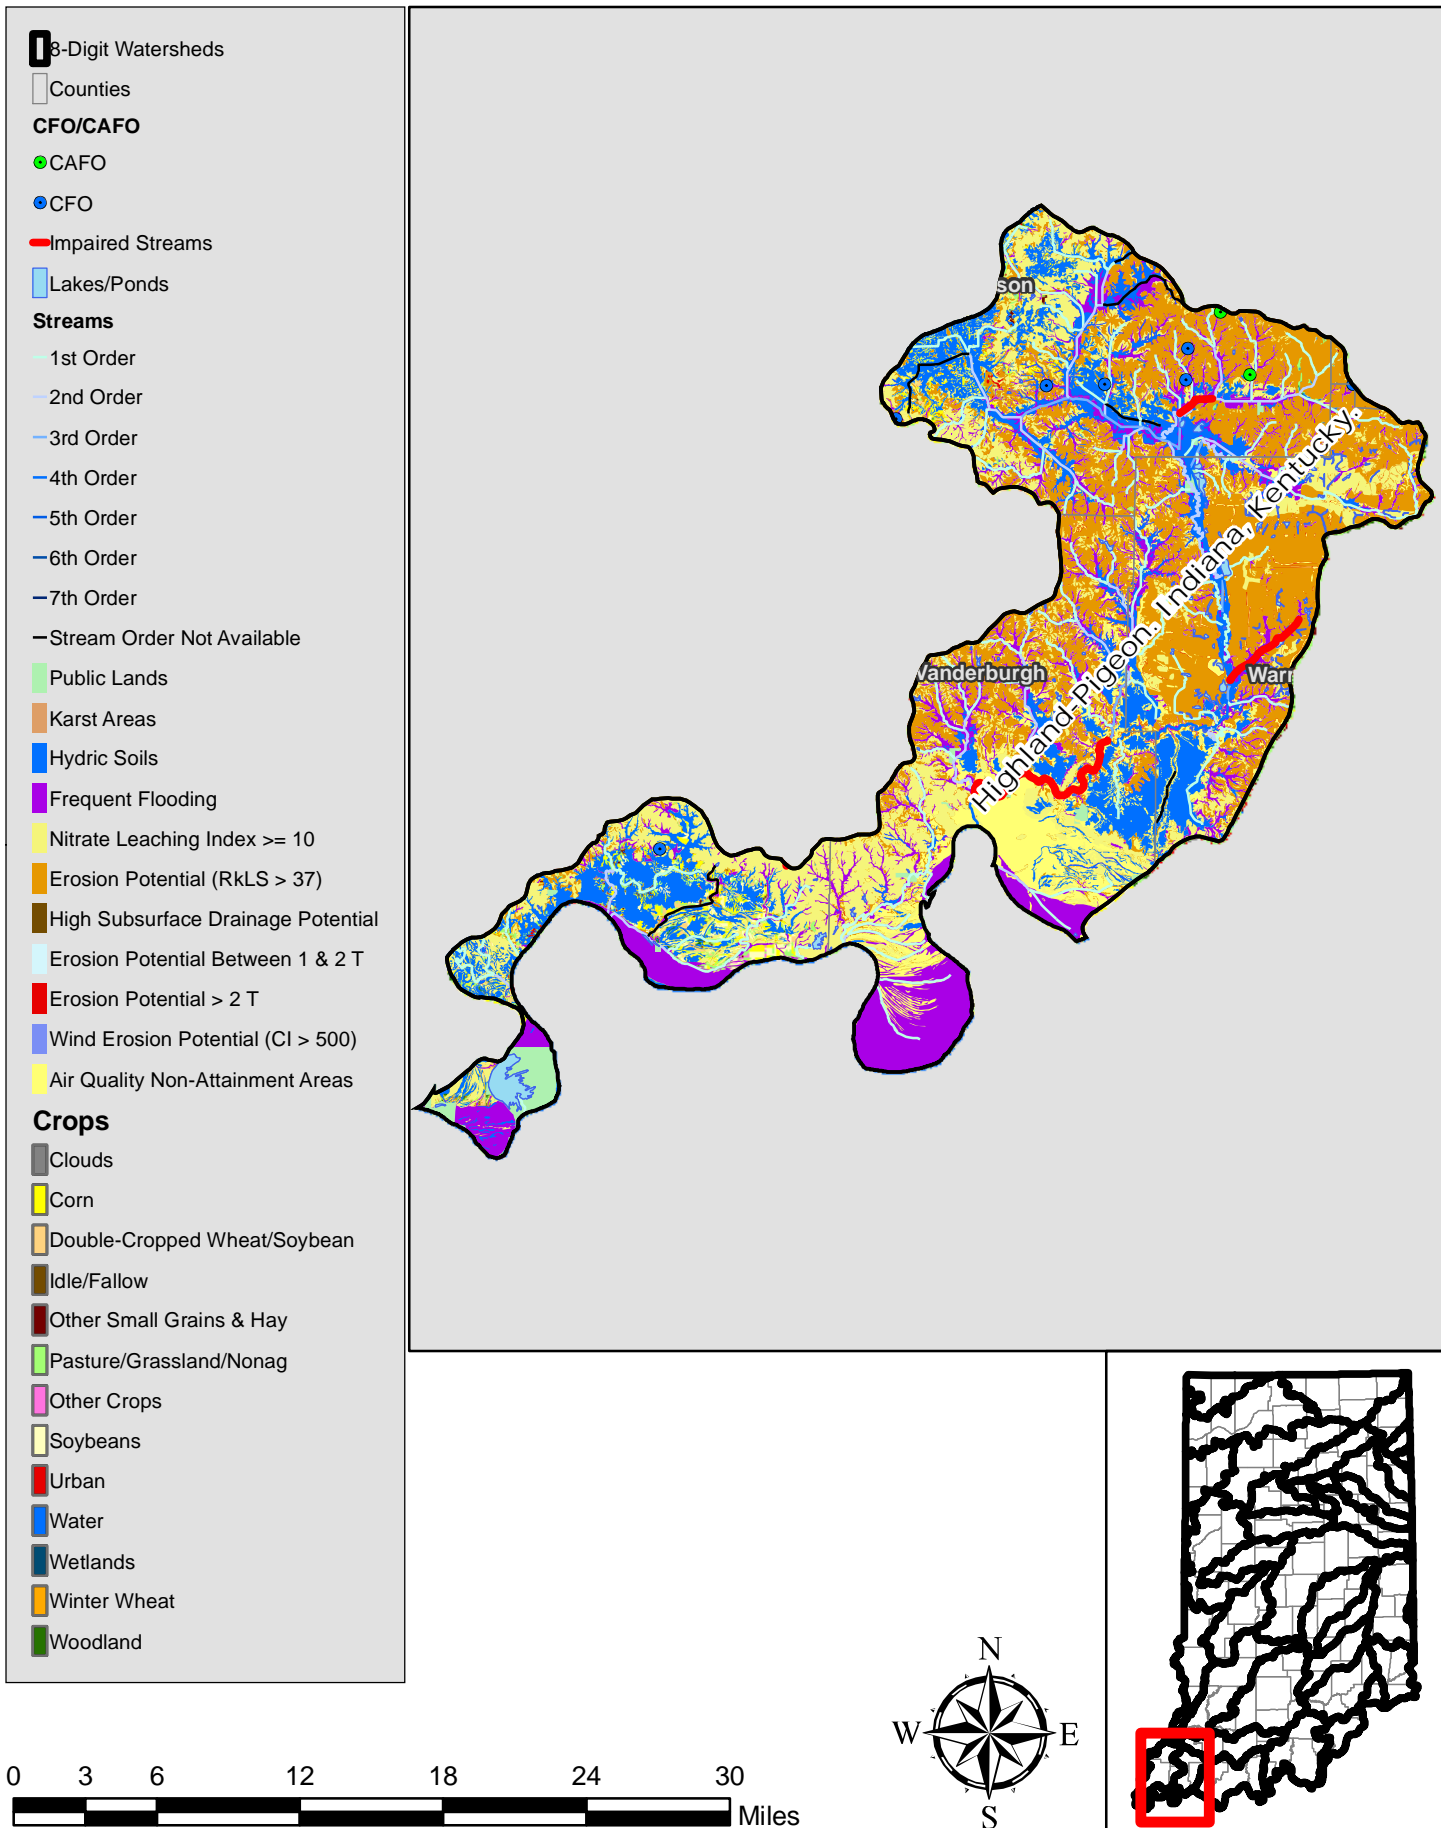 8-Digit Watersheds
Counties
CFO/CAFO
CAFO
CFO
Impaired Streams
Lakes/Ponds
Streams
1st Order
2nd Order
3rd Order
4th Order
5th Order
6th Order
7th Order
Stream Order Not Available
Public Lands
Karst Areas
Hydric Soils
Frequent Flooding
Nitrate Leaching Index >= 10
Erosion Potential (RkLS > 37)
High Subsurface Drainage Potential
Erosion Potential Between 1 & 2 T
Erosion Potential > 2 T
Wind Erosion Potential (CI > 500)
Air Quality Non-Attainment Areas
Crops
Clouds
Corn
Double-Cropped Wheat/Soybean
Idle/Fallow
Other Small Grains & Hay
Pasture/Grassland/Nonag
Other Crops
Soybeans
Urban
Water
Wetlands
Winter Wheat
Woodland
son
Highland-Pigeon. Indiana, Kentucky.
Vanderburgh
Warr
N
W E
S
0 3 6 12 18 24 30
Miles